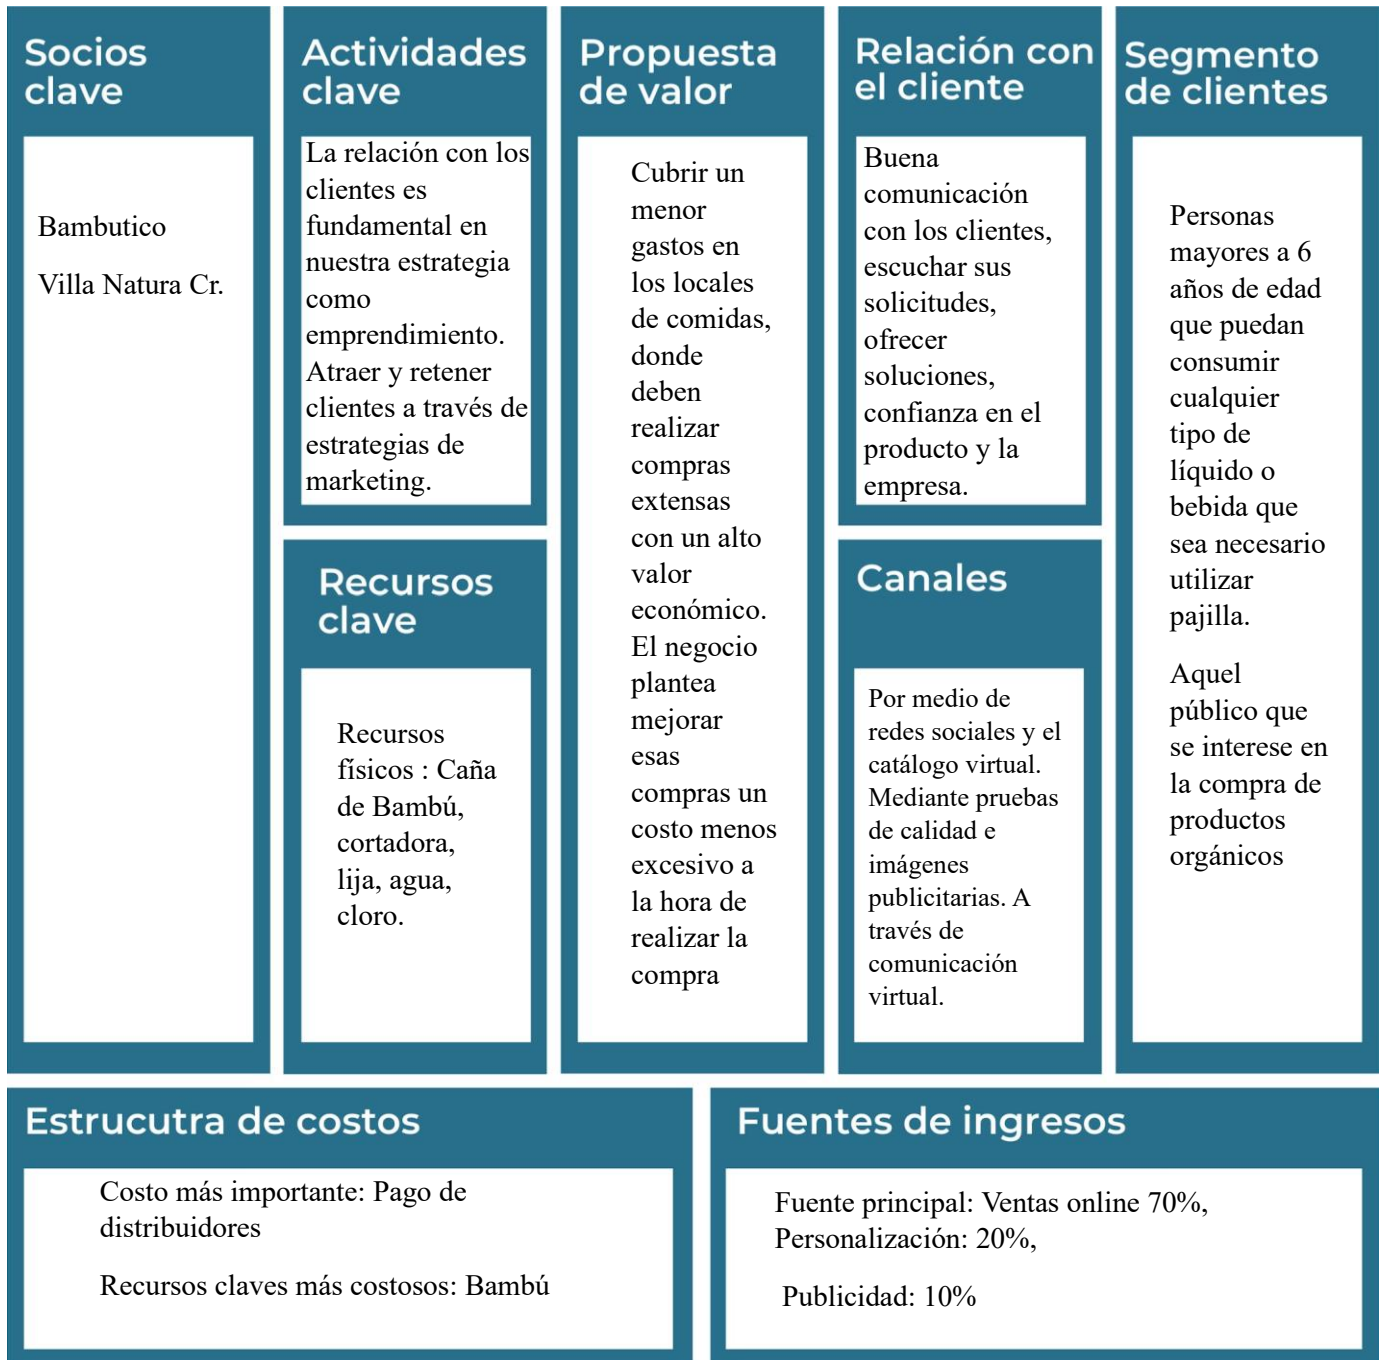 Socios
clave
Bambutico
Villa Natura Cr.
Actividades
clave
La relación con los
clientes es
fundamental en
nuestra estrategia
como
emprendimiento.
Atraer y retener
clientes a través de
estrategias de
marketing.
Recursos
clave
Recursos
físicos : Caña
de Bambú,
cortadora,
lija, agua,
cloro.
Propuesta
de valor
Cubrir un
menor
gastos en
los locales
de comidas,
donde
deben
realizar
compras
extensas
con un alto
valor
económico.
El negocio
plantea
mejorar
esas
compras un
costo menos
excesivo a
la hora de
realizar la
compra
Relación con
el cliente
Buena
comunicación
con los clientes,
escuchar sus
solicitudes,
ofrecer
soluciones,
confianza en el
producto y la
empresa.
Canales
Por medio de
redes sociales y el
catálogo virtual.
Mediante pruebas
de calidad e
imágenes
publicitarias. A
través de
comunicación
virtual.
Segmento
de clientes
Personas
mayores a 6
años de edad
que puedan
consumir
cualquier
tipo de
líquido o
bebida que
sea necesario
utilizar
pajilla.
Aquel
público que
se interese en
la compra de
productos
orgánicos
Estrucutra de costos
Costo más importante: Pago de
distribuidores
Recursos claves más costosos: Bambú
Fuentes de ingresos
Fuente principal: Ventas online 70%,
Personalización: 20%,
Publicidad: 10%